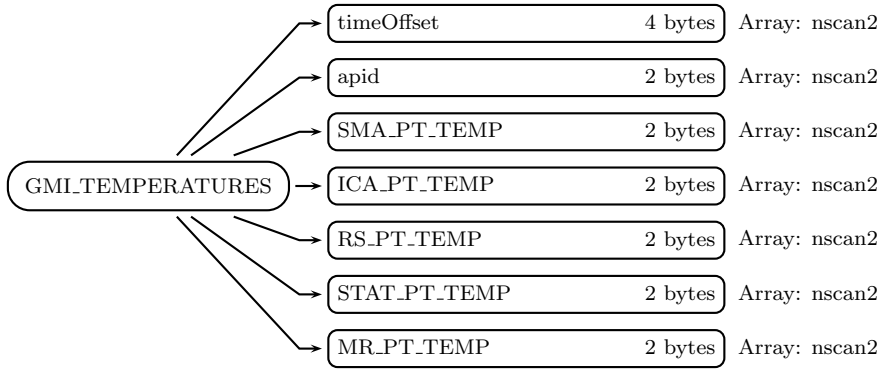 timeOffset 4 bytes Array: nscan2
apid 2 bytes Array: nscan2
SMA_PT_TEMP 2 bytes Array: nscan2
GMI_TEMPERATURES ICA_PT_TEMP 2 bytes Array: nscan2
RS_PT_TEMP 2 bytes Array: nscan2
STAT_PT_TEMP 2 bytes Array: nscan2
MR_PT_TEMP 2 bytes Array: nscan2